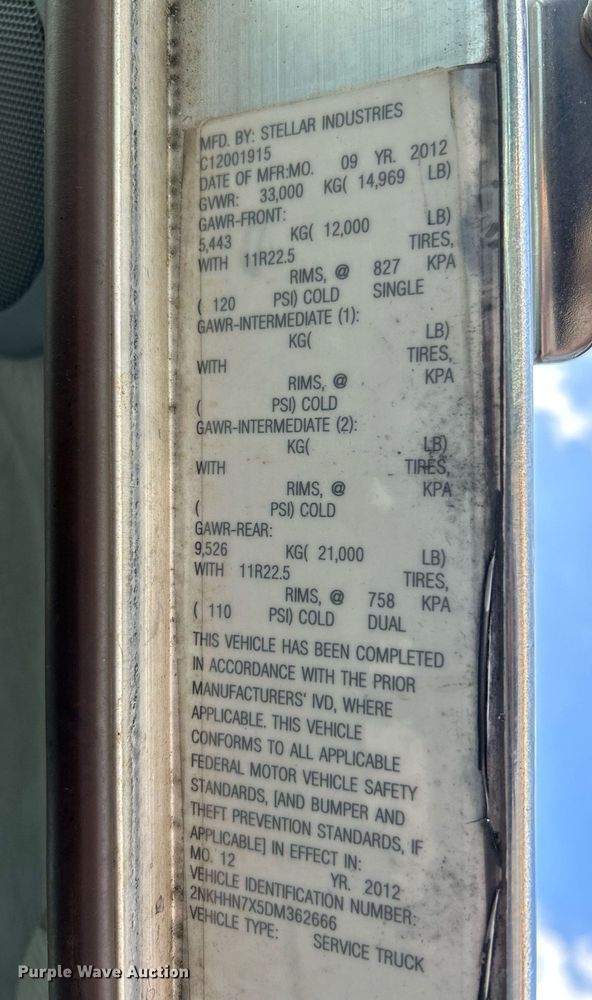 MFD. BY: STELLAR INDUSTRIES
C12001915
DATE OF MFR:MO. 09 YR. 2012
GVWR: 33,000 KG( 14,969 LB)
GAWR-FRONT:
5,443 KG( 12,000 LB)
WITH 11R22.5 TIRES,
RIMS, @ 827 KPA
( 120 PSI) COLD SINGLE
GAWR-INTERMEDIATE (1):
KG( LB)
WITH TIRES,
RIMS, @ KPA
( PSI) COLD
GAWR-INTERMEDIATE (2):
KG( LB)
WITH TIRES,
RIMS, @ KPA
( PSI) COLD
GAWR-REAR:
9,526 KG( 21,000 LB)
WITH 11R22.5 TIRES,
RIMS, @ 758 KPA
( 110 PSI) COLD DUAL
THIS VEHICLE HAS BEEN COMPLETED
IN ACCORDANCE WITH THE PRIOR
MANUFACTURERS' IVD, WHERE
APPLICABLE. THIS VEHICLE
CONFORMS TO ALL APPLICABLE
FEDERAL MOTOR VEHICLE SAFETY
STANDARDS, [AND BUMPER AND
THEFT PREVENTION STANDARDS, IF
APPLICABLE] IN EFFECT IN:
MO. 12 YR. 2012
VEHICLE IDENTIFICATION NUMBER:
2NKHHN7X5DM362666
VEHICLE TYPE: SERVICE TRUCK
Purple Wave Auction